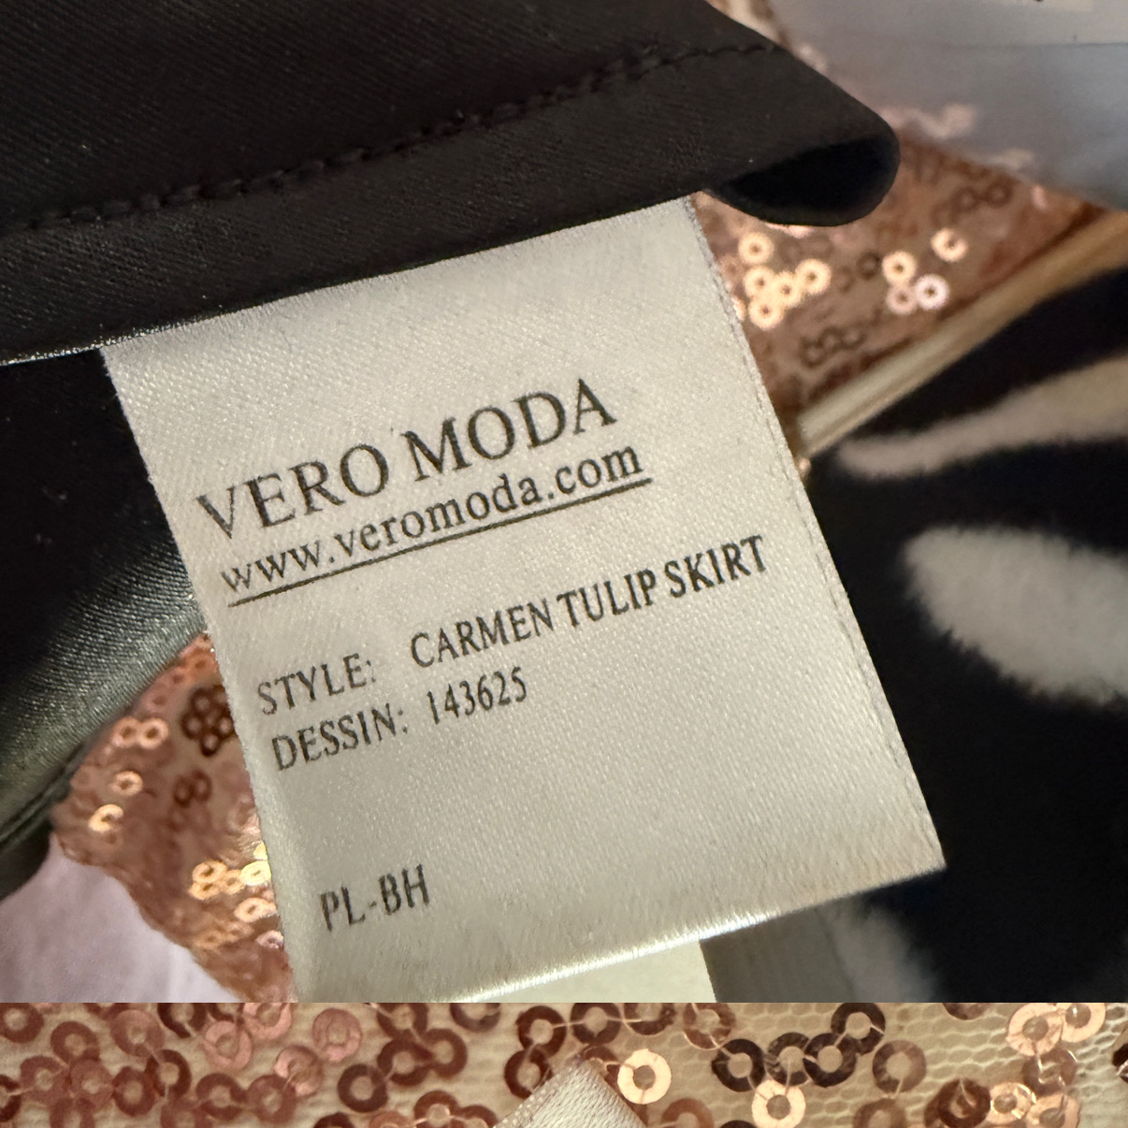 VERO MODA
www.veromoda.com
STYLE: CARMEN TULIP SKIRT
DESSIN: 143625
PL-BH